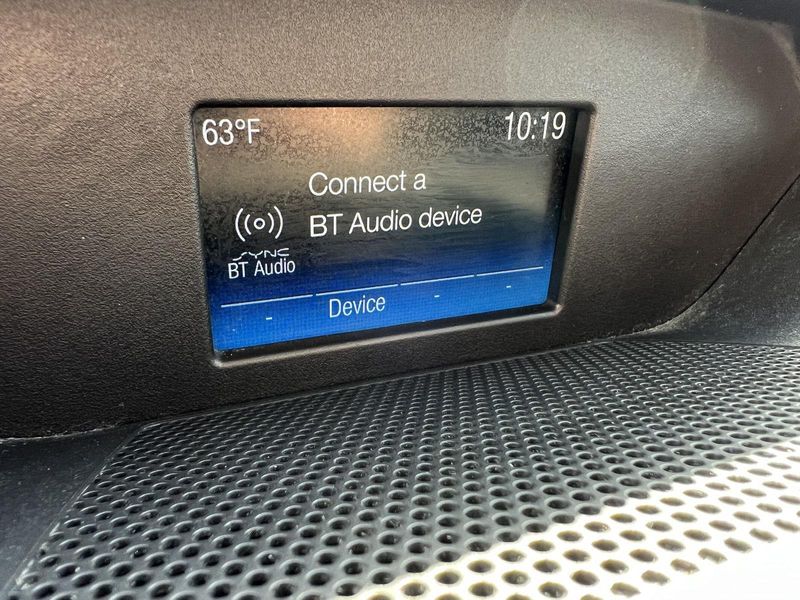 63°F 10:19
Connect a
BT Audio device
SYNC
BT Audio
- Device - -